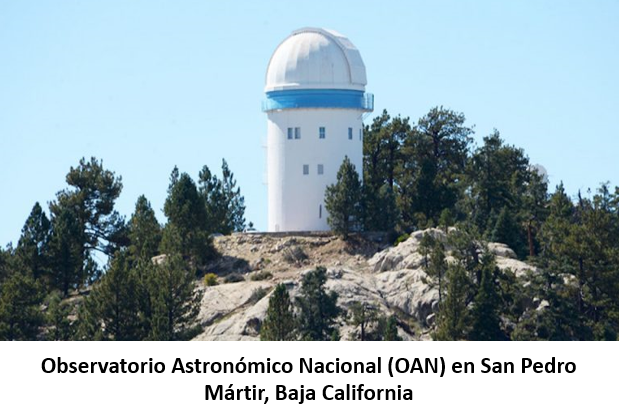 Observatorio Astronómico Nacional (OAN) en San Pedro
Mártir, Baja California